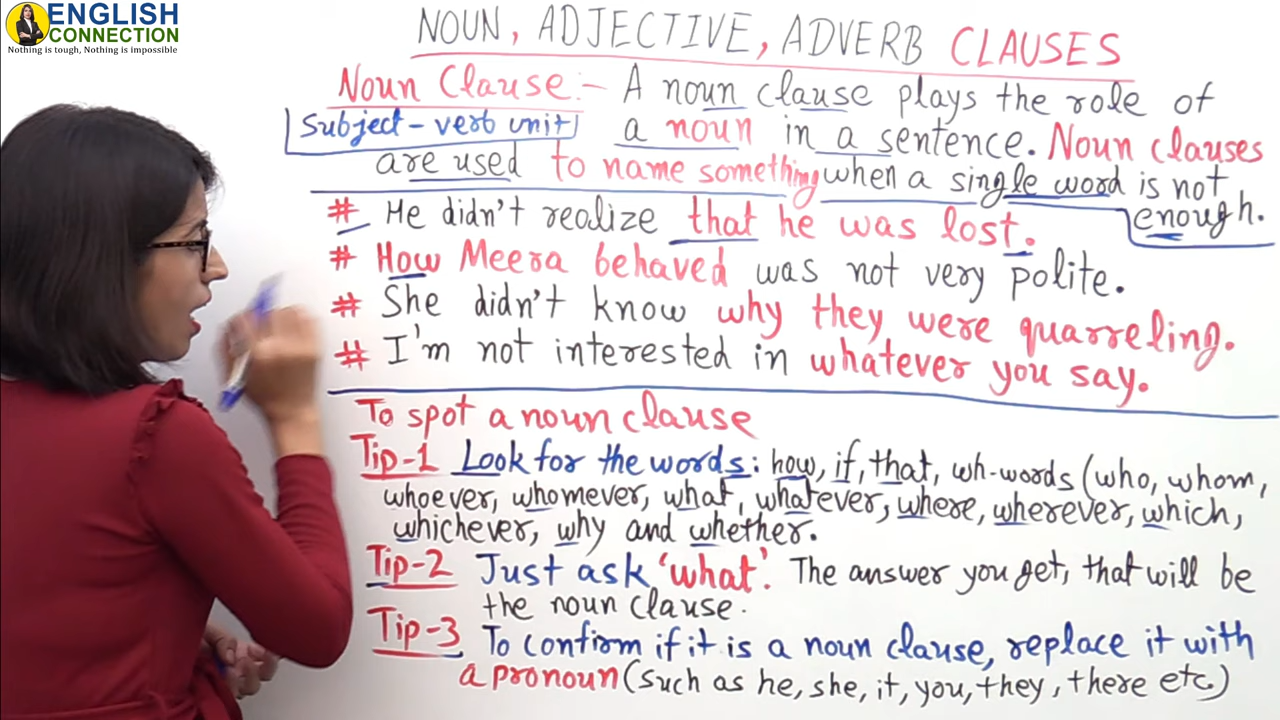 ENGLISH
CONNECTION
Nothing is tough, Nothing is impossible
NOUN, ADJECTIVE, ADVERB CLAUSES
Noun Clause:- A noun clause plays the role of
Subject-verb unit a noun in a sentence. Noun clauses
are used to name something when a single word is not
enough.
# He didn't realize that he was lost.
# How Meera behaved was not very polite.
# She didn't know why they were quarreling.
# I'm not interested in whatever you say.
To spot a noun clause
Tip-1 Look for the words: how, if, that, wh-words (who, whom,
whoever, whomever, what, whatever, where, wherever, which,
whichever, why and whether.
Tip-2 Just ask 'what'. The answer you get, that will be
the noun clause.
Tip-3 To confirm if it is a noun clause, replace it with
a pronoun (such as he, she, it, you, they, there etc.)